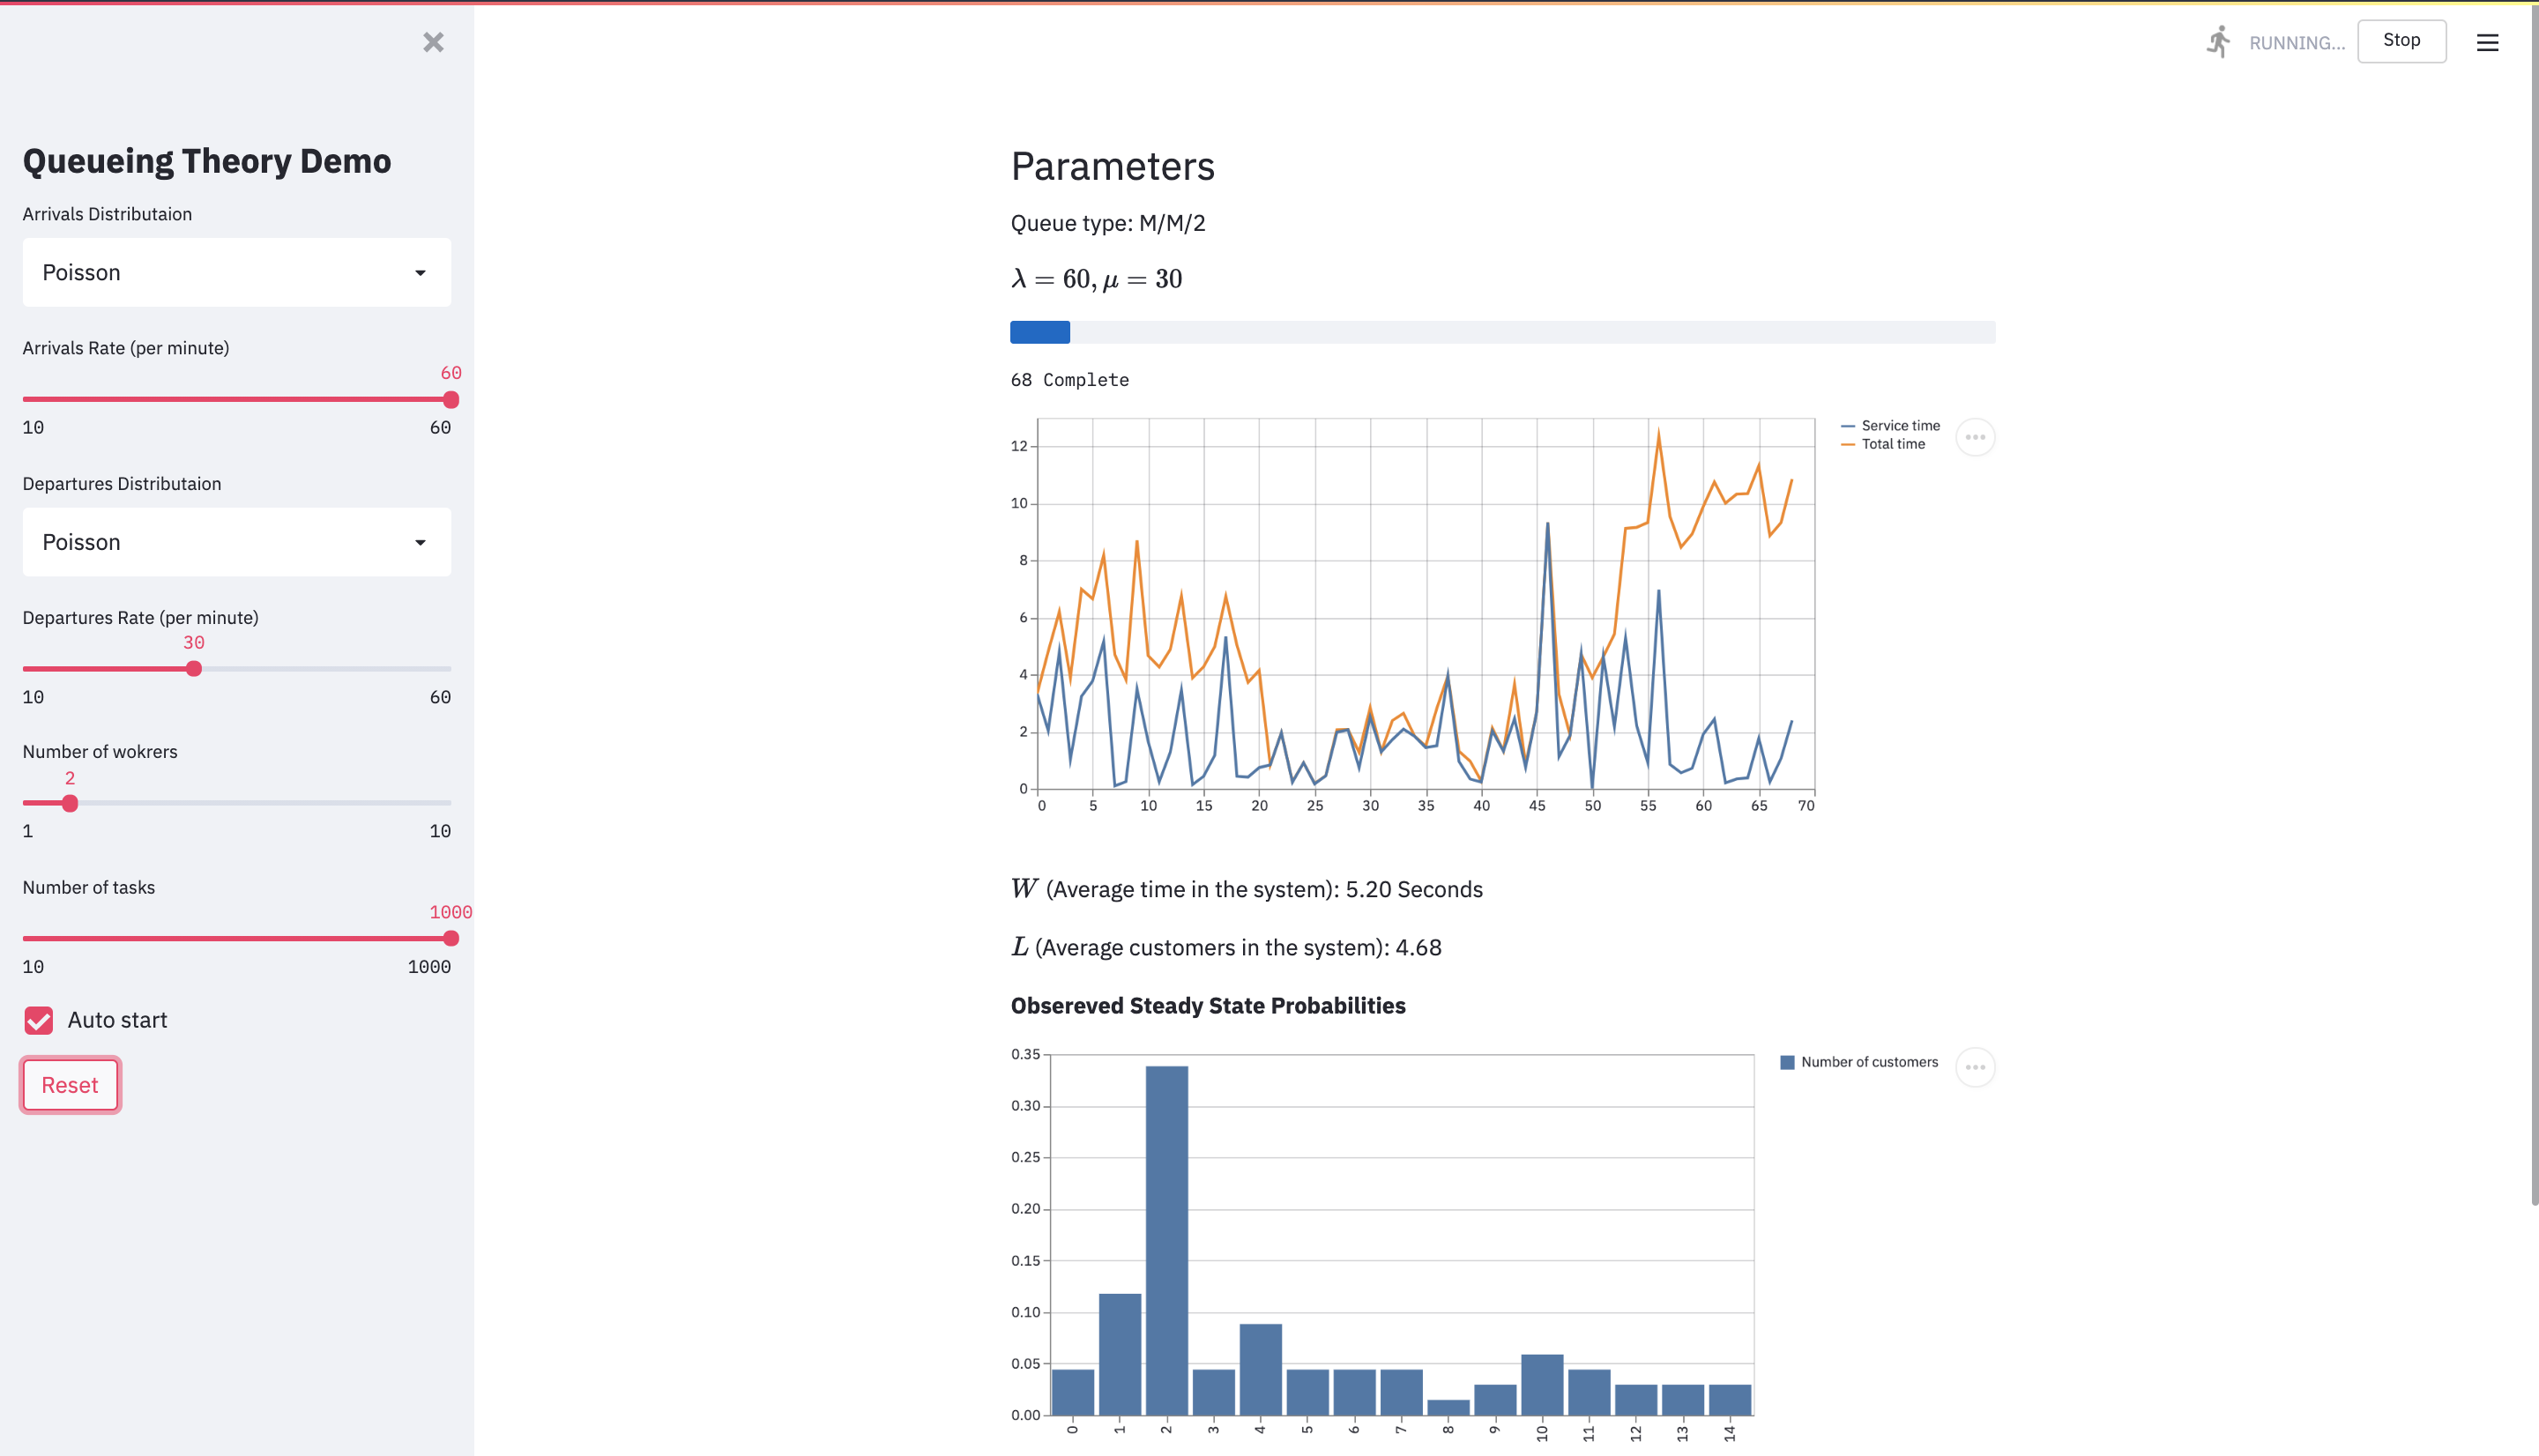 RUNNING...
Stop
Queueing Theory Demo
Arrivals Distributaion
Poisson
Arrivals Rate (per minute)
60
10 60
Departures Distributaion
Poisson
Departures Rate (per minute)
30
10 60
Number of wokrers
2
1 10
Number of tasks
1000
10 1000
Auto start
Reset
Parameters
Queue type: M/M/2
λ = 60, μ = 30
68 Complete
Service time
Total time
12
10
8
6
4
2
0
0 5 10 15 20 25 30 35 40 45 50 55 60 65 70
W (Average time in the system): 5.20 Seconds
L (Average customers in the system): 4.68
Obsereved Steady State Probabilities
Number of customers
0.35
0.30
0.25
0.20
0.15
0.10
0.05
0.00
0 1 2 3 4 5 6 7 8 9 10 11 12 13 14